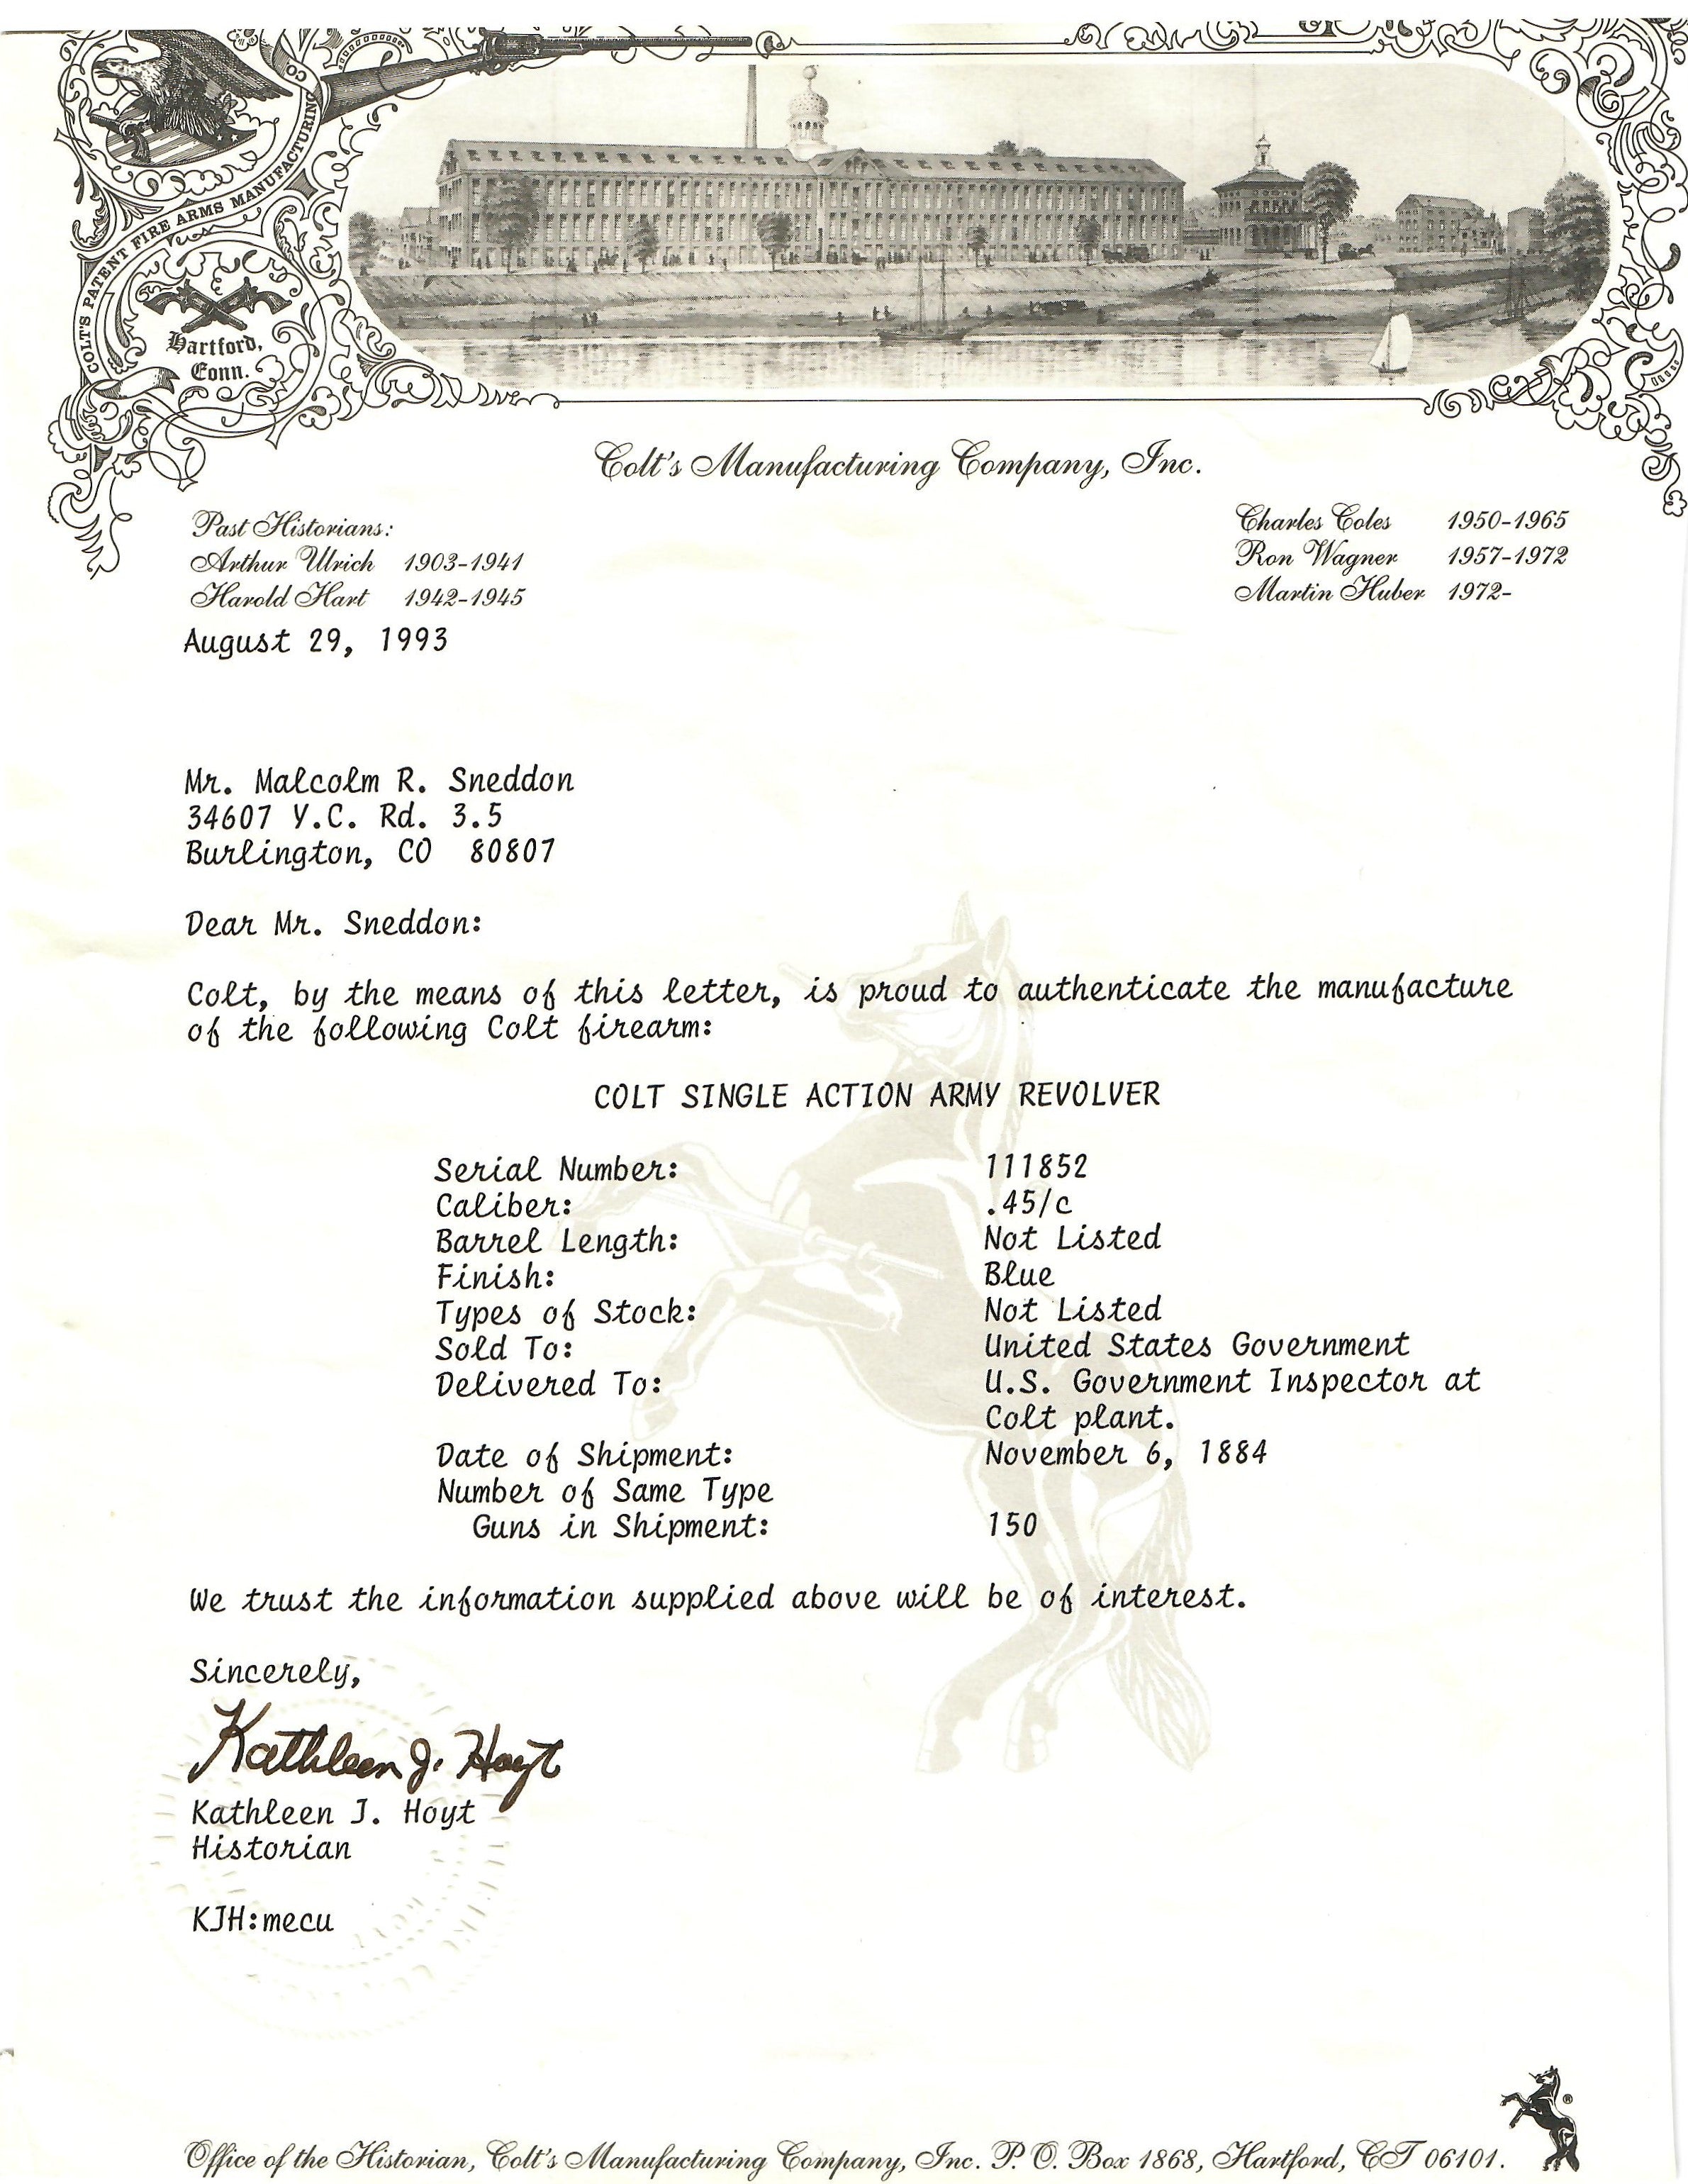 CO
COLT'S PATENT FIRE ARMS MANUFACTURING
Hartford,
Conn.
Colt's Manufacturing Company, Inc.
Past Historians:
Arthur Ulrich 1903-1941
Harold Hart 1942-1945
Charles Coles 1950-1965
Ron Wagner 1957-1972
Martin Huber 1972-
August 29, 1993
Mr. Malcolm R. Sneddon
34607 Y.C. Rd. 3.5
Burlington, CO 80807
Dear Mr. Sneddon:
Colt, by the means of this letter, is proud to authenticate the manufacture
of the following Colt firearm:
COLT SINGLE ACTION ARMY REVOLVER
Serial Number: 111852
Caliber: .45/c
Barrel Length: Not Listed
Finish: Blue
Types of Stock: Not Listed
Sold To: United States Government
Delivered To: U.S. Government Inspector at
Colt plant.
Date of Shipment: November 6, 1884
Number of Same Type
Guns in Shipment: 150
We trust the information supplied above will be of interest.
Sincerely,
Kathleen J. Hoyt
Kathleen J. Hoyt
Historian
KJH:mecu
®
Office of the Historian, Colt's Manufacturing Company, Inc. P. O. Box 1868, Hartford, CT 06101.